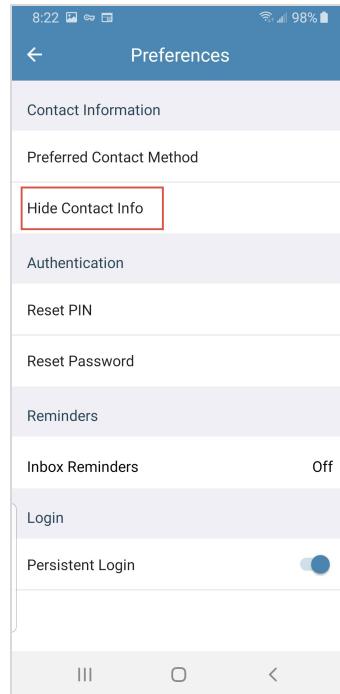 8:22 98%
Preferences
Contact Information
Preferred Contact Method
Hide Contact Info
Authentication
Reset PIN
Reset Password
Reminders
Inbox Reminders Off
Login
Persistent Login